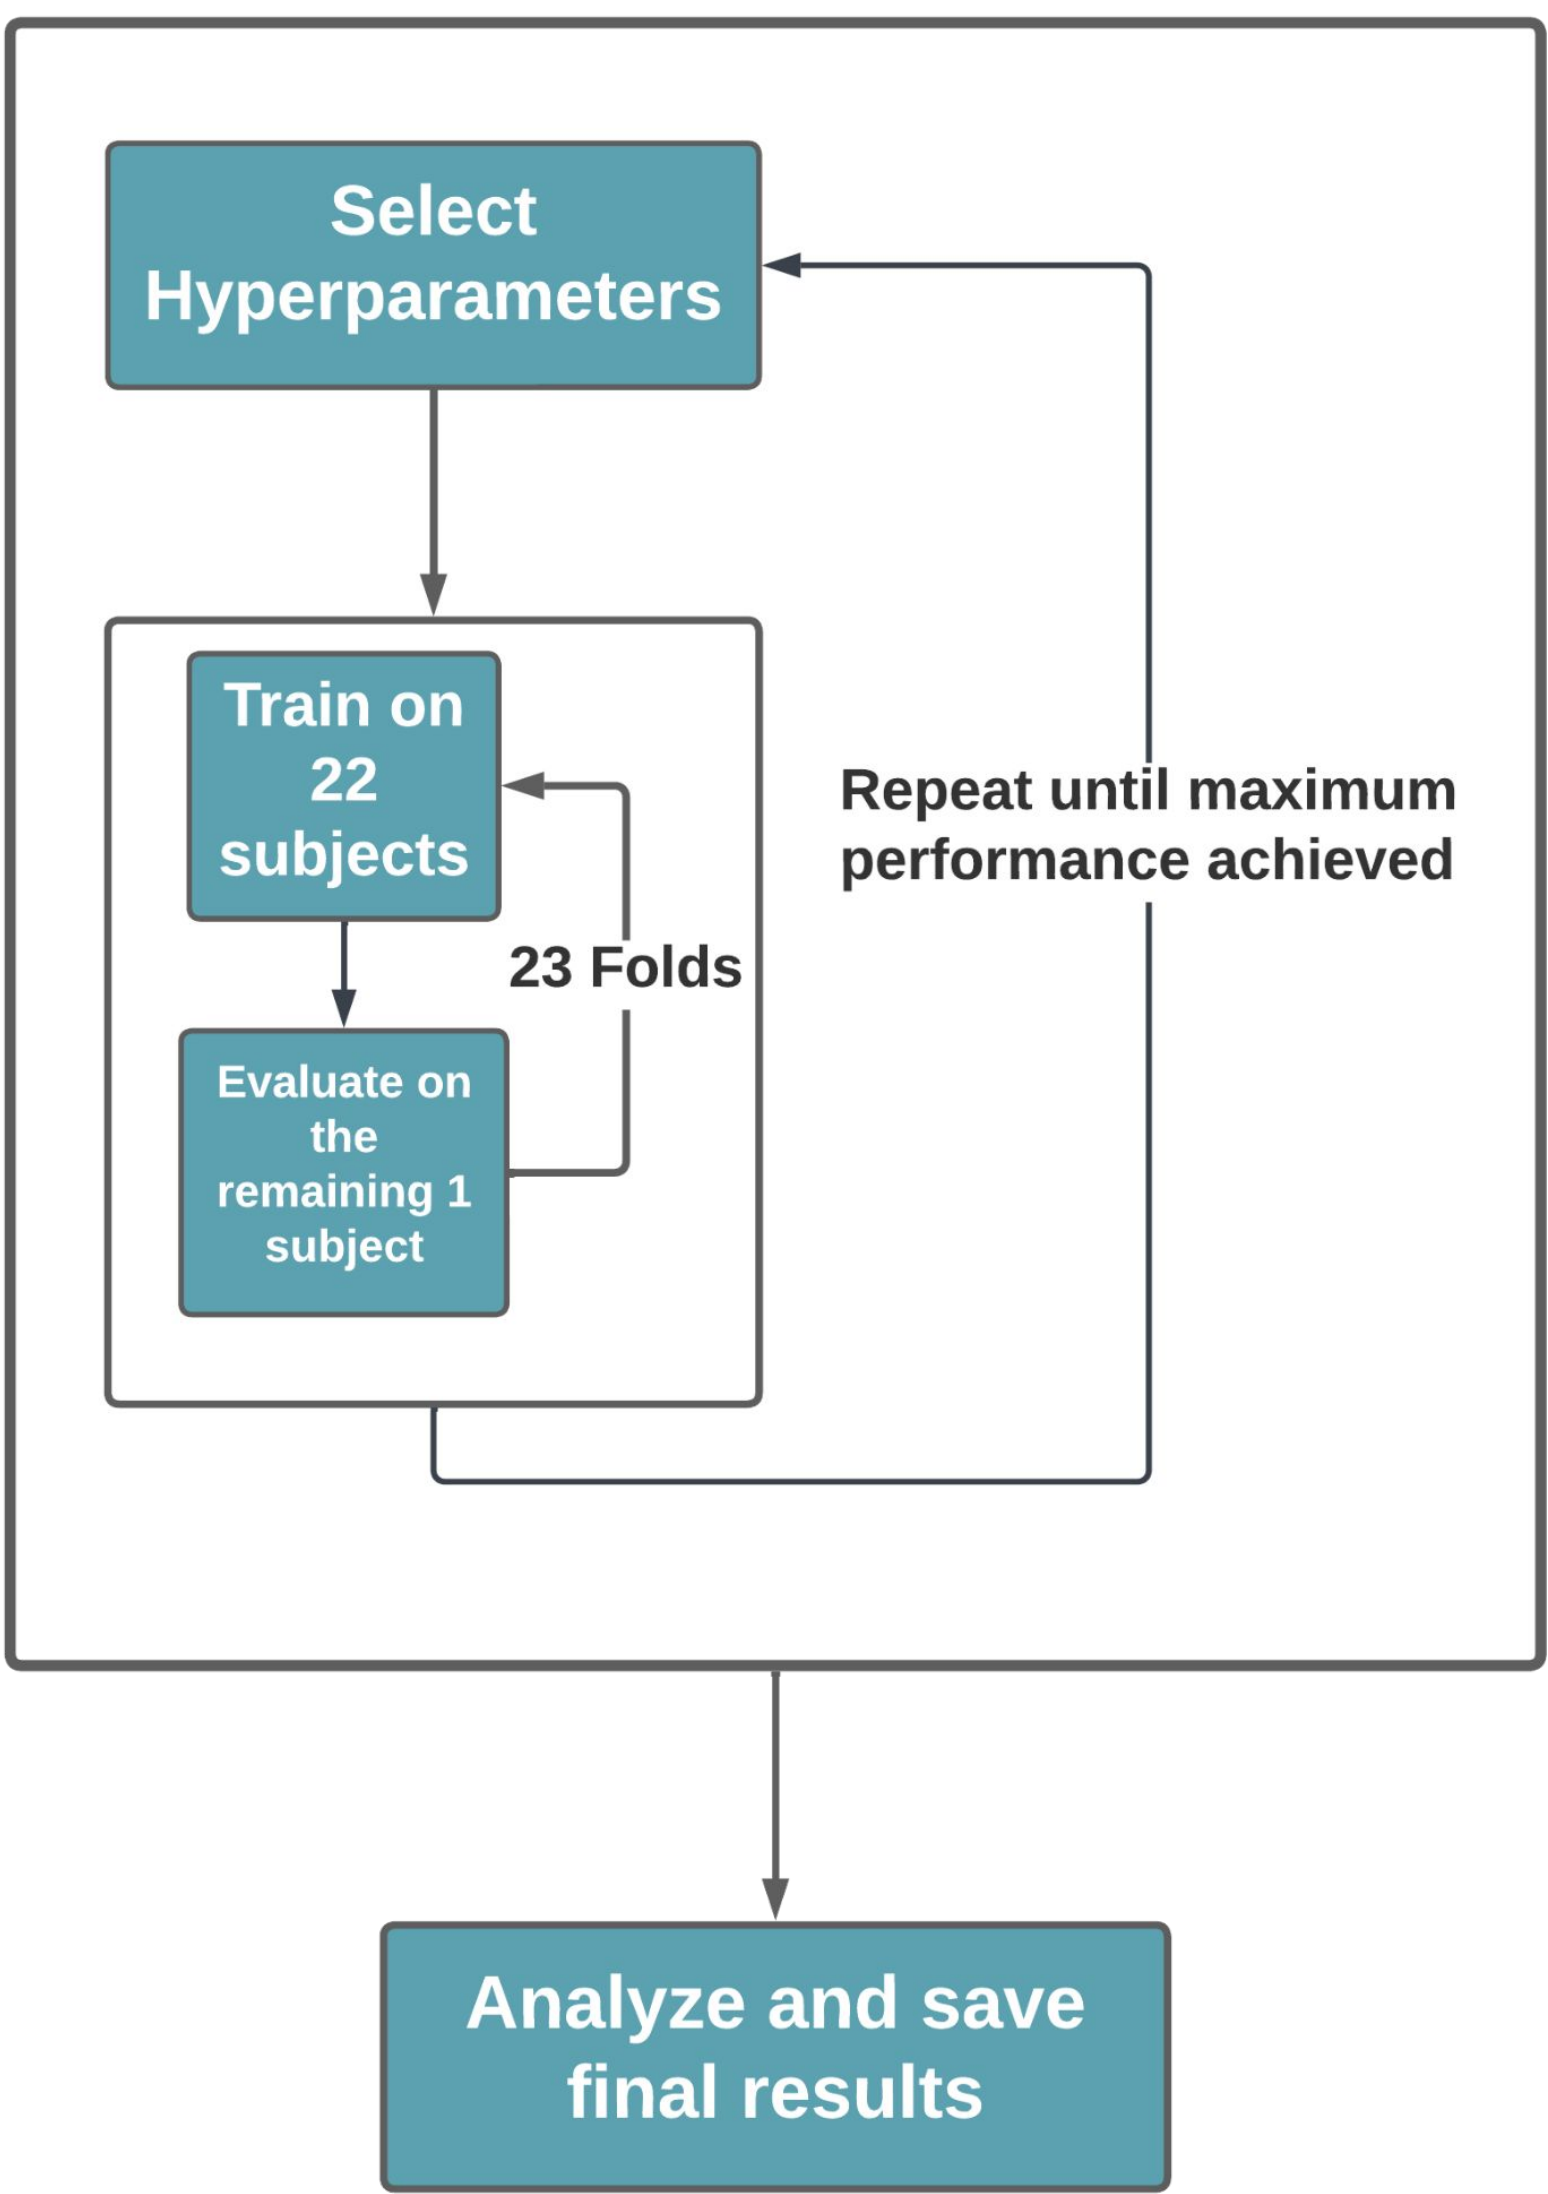 Select
Hyperparameters
Train on
22
subjects
23 Folds
Evaluate on
the
remaining 1
subject
Repeat until maximum
performance achieved
Analyze and save
final results